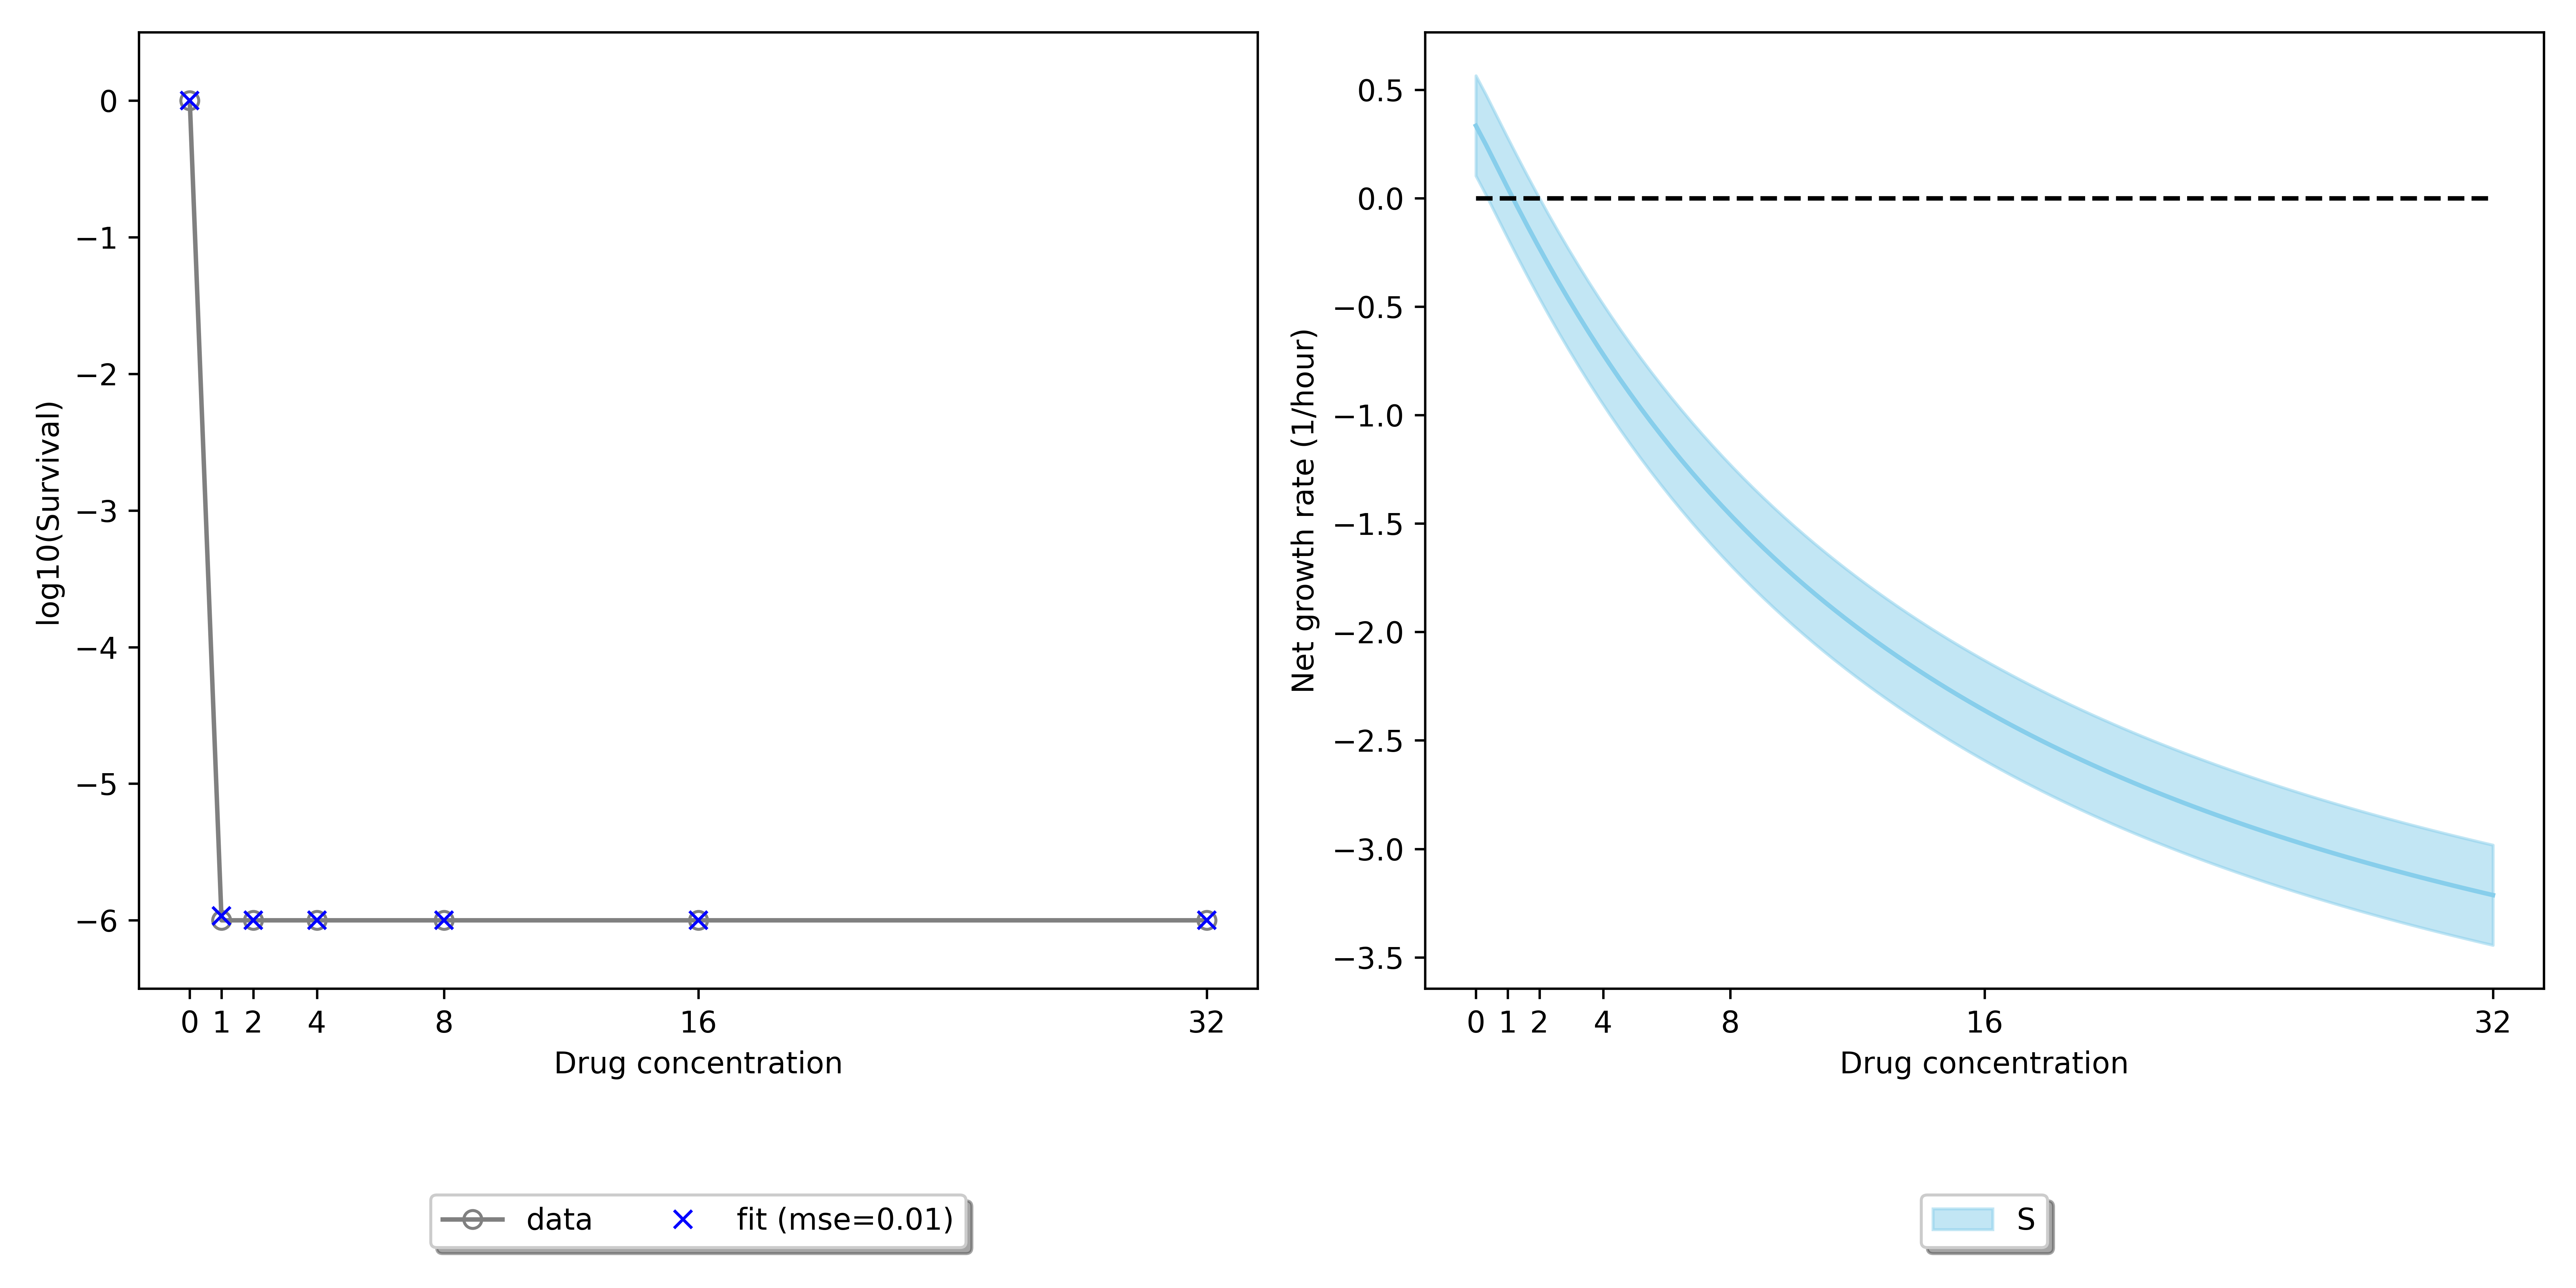 0
−1
−2
−3
−4
−5
−6
log10(Survival)
0 1 2 4 8 16 32
Drug concentration
data fit (mse=0.01)
0.5
0.0
−0.5
−1.0
−1.5
−2.0
−2.5
−3.0
−3.5
Net growth rate (1/hour)
0 1 2 4 8 16 32
Drug concentration
S